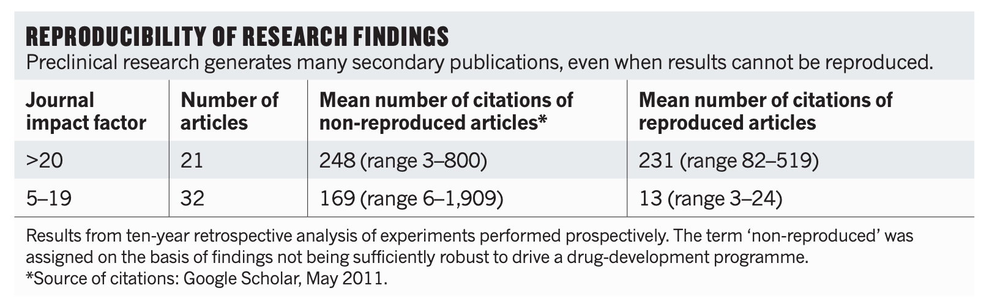 REPRODUCIBILITY OF RESEARCH FINDINGS
Preclinical research generates many secondary publications, even when results cannot be reproduced.
Journal impact factor
Number of articles
Mean number of citations of non-reproduced articles*
Mean number of citations of reproduced articles
>20
21
248 (range 3–800)
231 (range 82–519)
5–19
32
169 (range 6–1,909)
13 (range 3–24)
Results from ten-year retrospective analysis of experiments performed prospectively. The term ‘non-reproduced’ was
assigned on the basis of findings not being sufficiently robust to drive a drug-development programme.
*Source of citations: Google Scholar, May 2011.